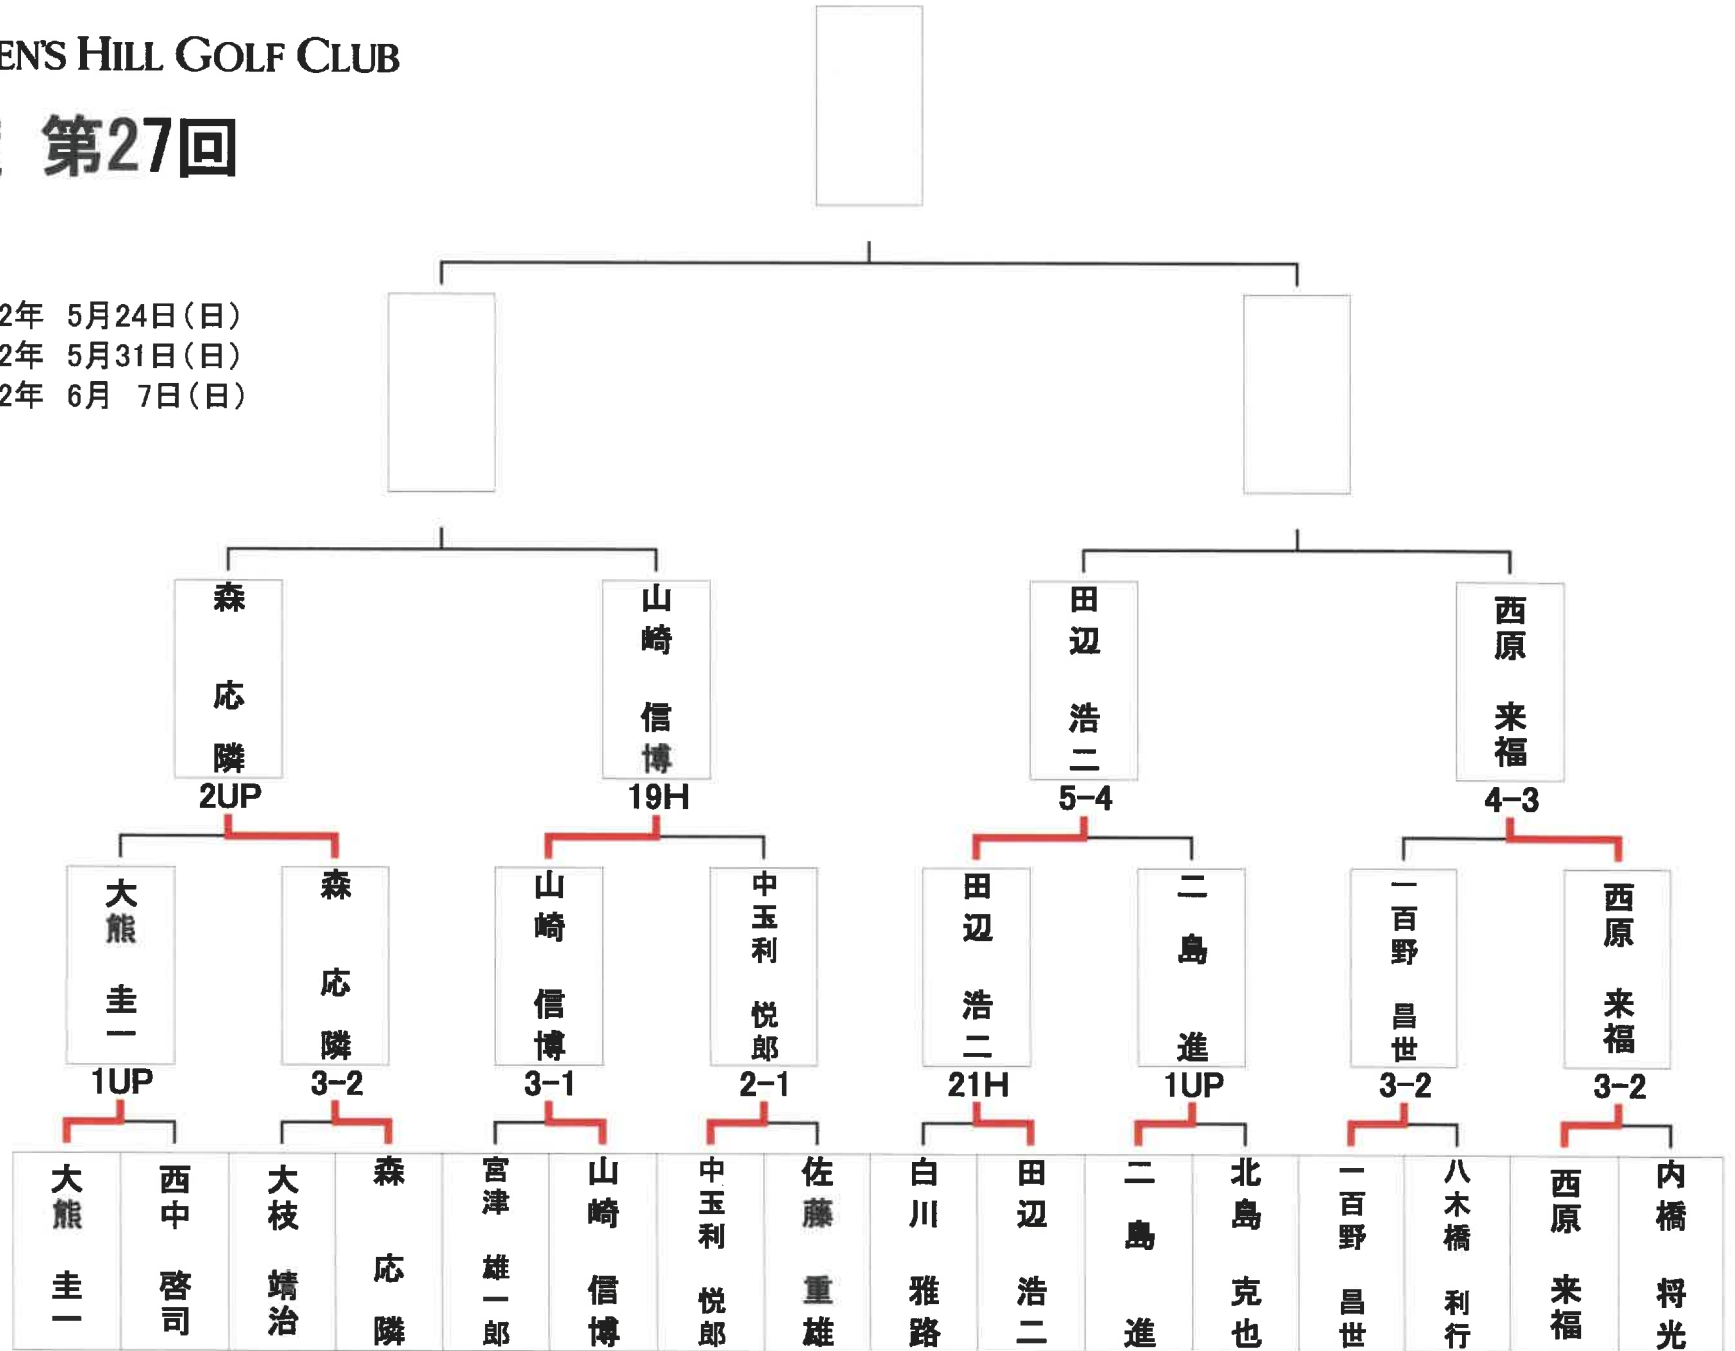 EN'S HILL GOLF CLUB
第27回
2年 5月24日(日)
2年 5月31日(日)
2年 6月 7日(日)
森 応隣
山崎 信博
田辺 浩二
西原 来福
2UP
19H
5-4
4-3
大熊 圭一
森 応隣
山崎 信博
中玉利 悦郎
田辺 浩二
二島 進
一百野 昌世
西原 来福
1UP
3-2
3-1
2-1
21H
1UP
3-2
3-2
大熊 圭一
西中 啓司
大枝 靖治
森 応隣
宮津 雄一郎
山崎 信博
中玉利 悦郎
佐藤 重雄
白川 雅路
田辺 浩二
二島 進
北島 克也
一百野 昌世
八木橋 利行
西原 来福
内橋 将光